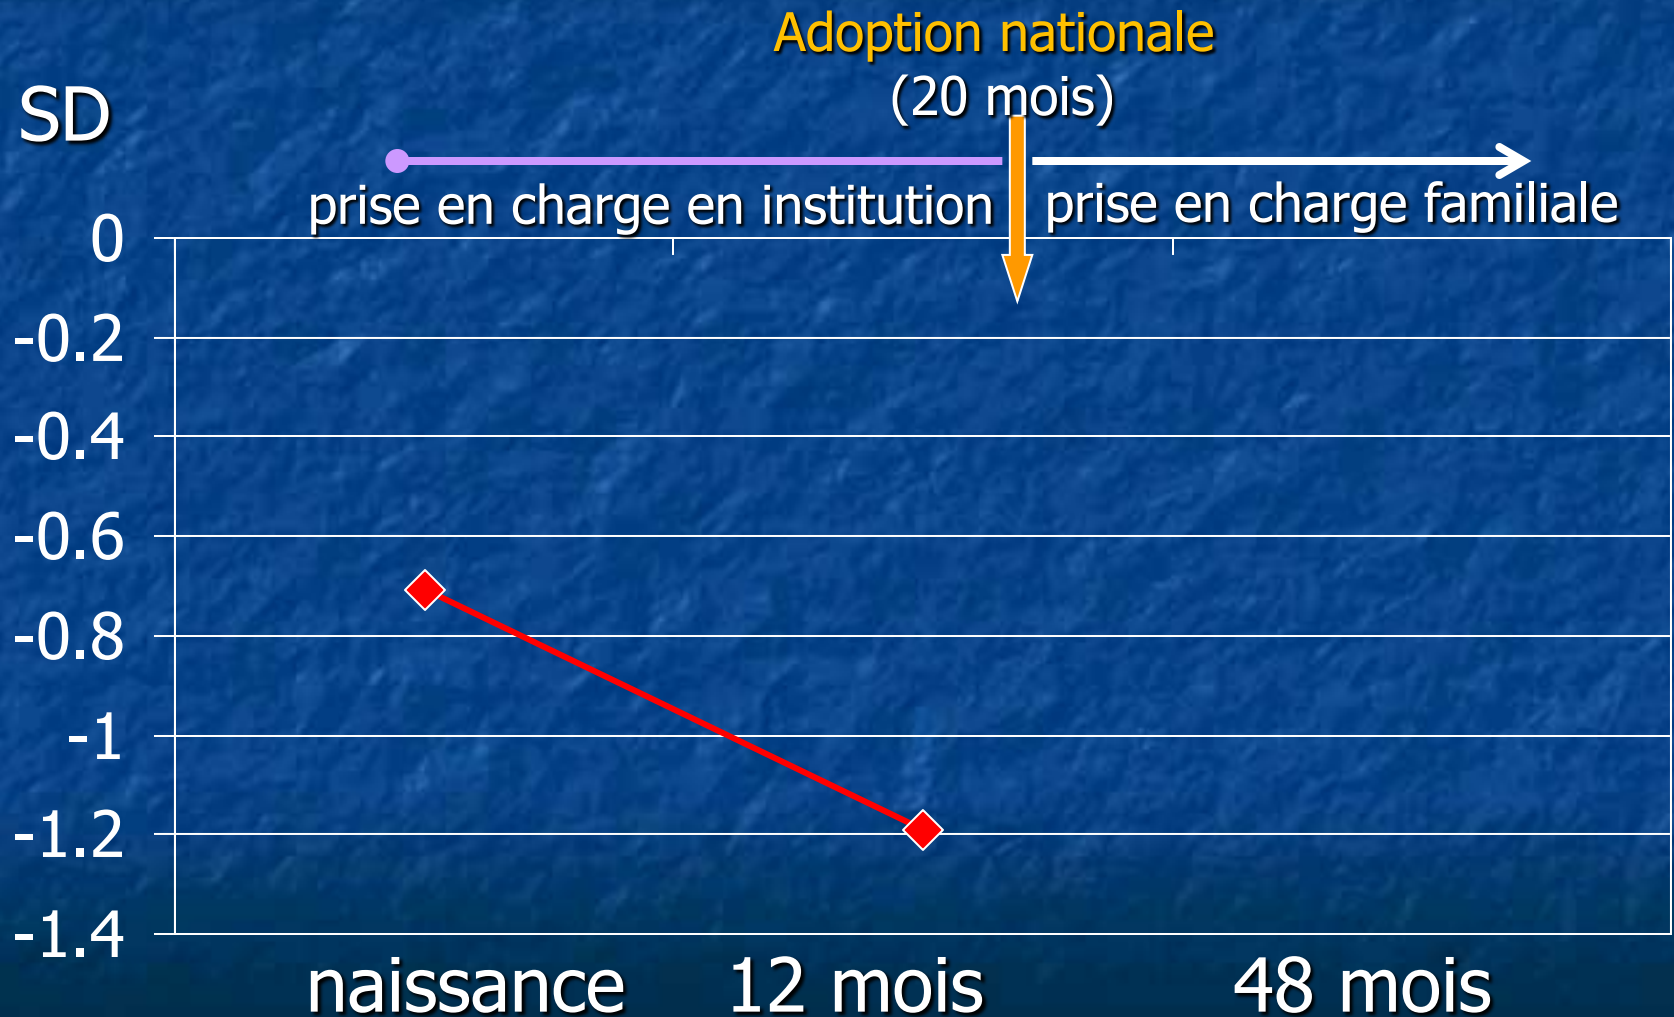 Adoption nationale
(20 mois)
SD
prise en charge en institution
prise en charge familiale
0
-0.2
-0.4
-0.6
-0.8
-1
-1.2
-1.4
naissance
12 mois
48 mois